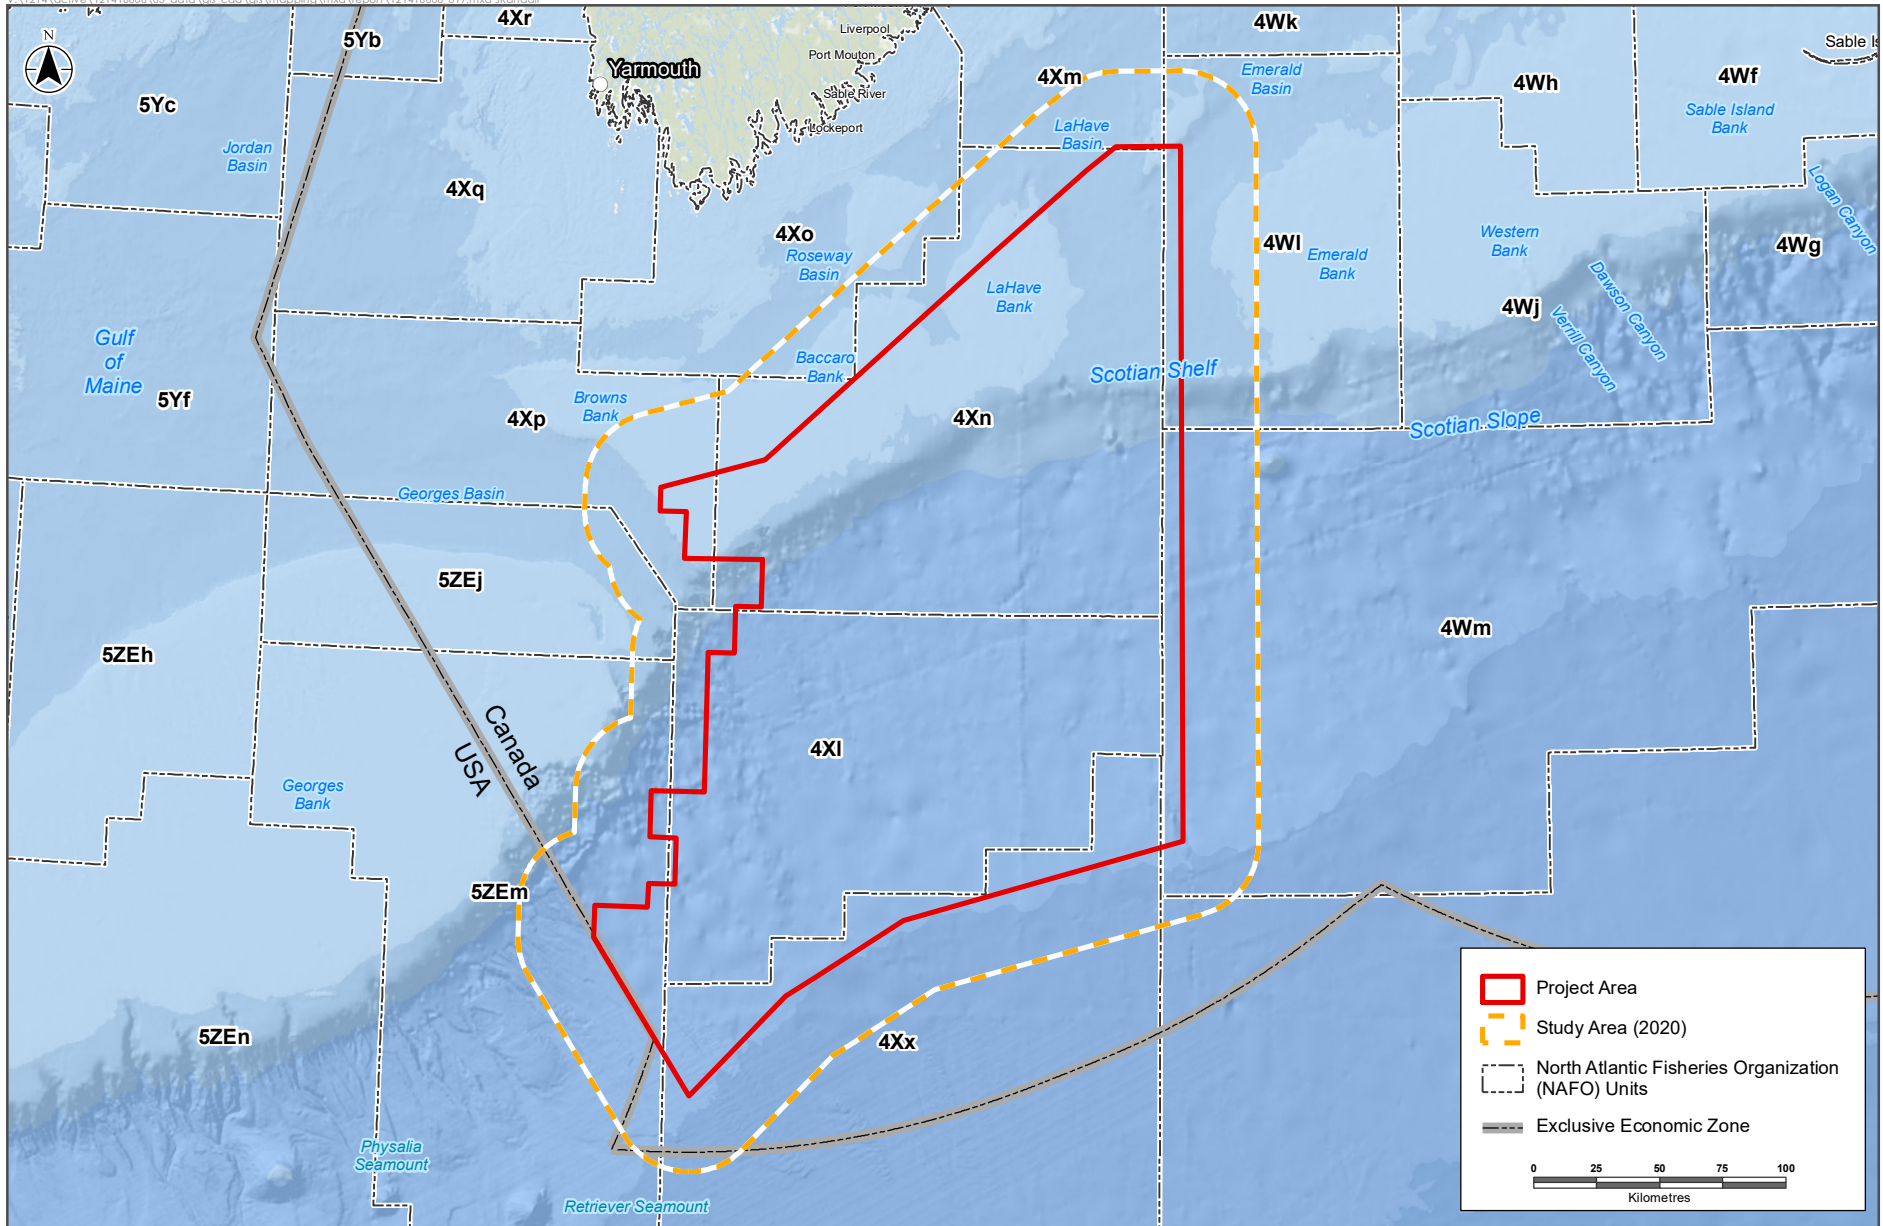 4Xr
5Yb
4Wk
Liverpool
Sable Is
N
Port Mouton
Yarmouth
4Xm
Emerald
Basin
4Wh
4Wf
5Yc
Sable River
Sable Island
Bank
Lockeport
LaHave
Basin
Jordan
Basin
4Xq
Logan Canyon
4Xo
Roseway
Basin
4Wl
Emerald
Bank
Western
Bank
4Wg
LaHave
Bank
Dawson Canyon
4Wj
Verrill Canyon
Gulf
of
Maine
Baccaro
Bank
Scotian Shelf
5Yf
Browns
Bank
4Xp
4Xn
Scotian Slope
Georges Basin
5ZEj
4Wm
5ZEh
Canada
USA
4Xl
Georges
Bank
5ZEm
5ZEn
4Xx
Physalia
Seamount
Retriever Seamount
Project Area
Study Area (2020)
North Atlantic Fisheries Organization
(NAFO) Units
Exclusive Economic Zone
0 25 50 75 100
Kilometres